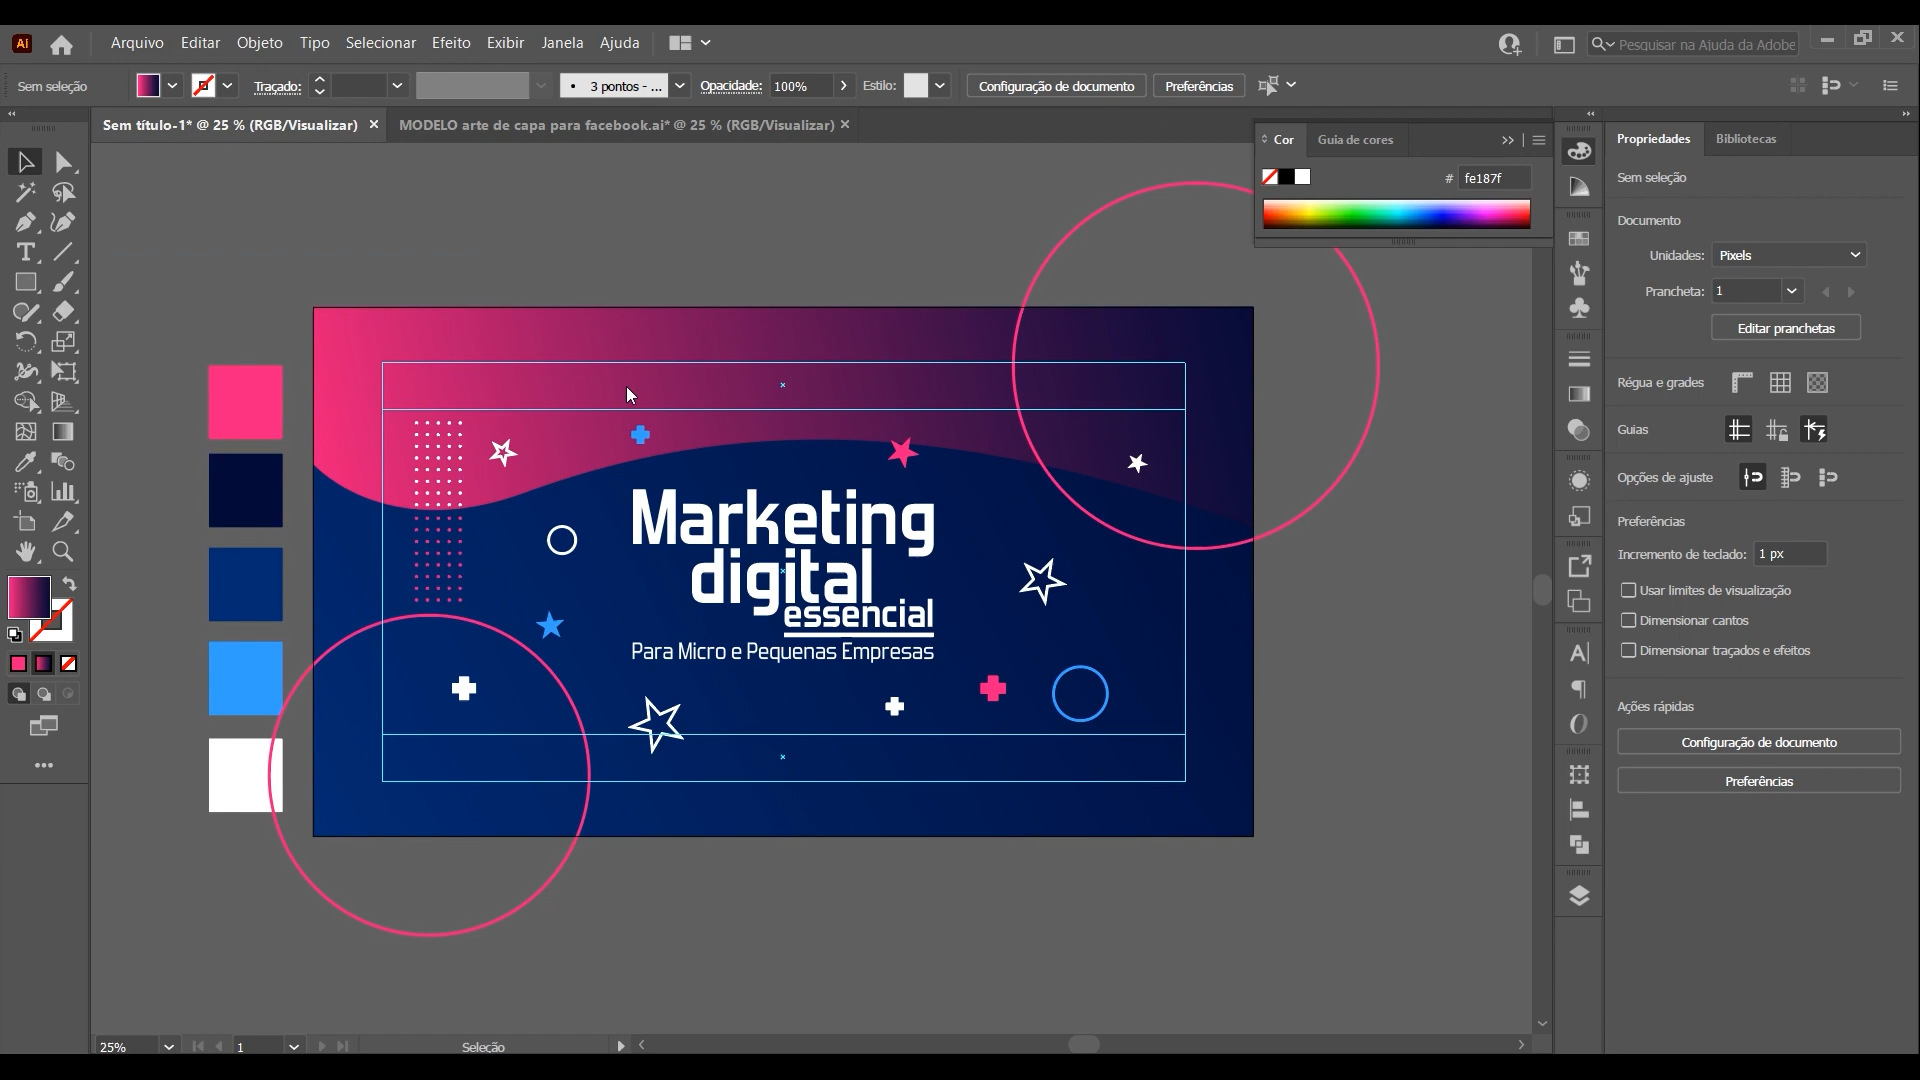 Ai
Arquivo Editar Objeto Tipo Selecionar Efeito Exibir Janela Ajuda
Pesquisar na Ajuda da Adobe
Sem seleção
Traçado:
3 pontos - ...
Opacidade: 100%
Estilo:
Configuração de documento
Preferências
Sem título-1* @ 25 % (RGB/Visualizar)
MODELO arte de capa para facebook.ai* @ 25 % (RGB/Visualizar)
Cor
Guia de cores
# fe187f
Propriedades
Bibliotecas
Sem seleção
Documento
Unidades: Pixels
Prancheta: 1
Editar pranchetas
Régua e grades
Guias
Opções de ajuste
Preferências
Incremento de teclado: 1 px
Usar limites de visualização
Dimensionar cantos
Dimensionar traçados e efeitos
Ações rápidas
Configuração de documento
Preferências
Marketing
digital
essencial
Para Micro e Pequenas Empresas
25%
1
Seleção